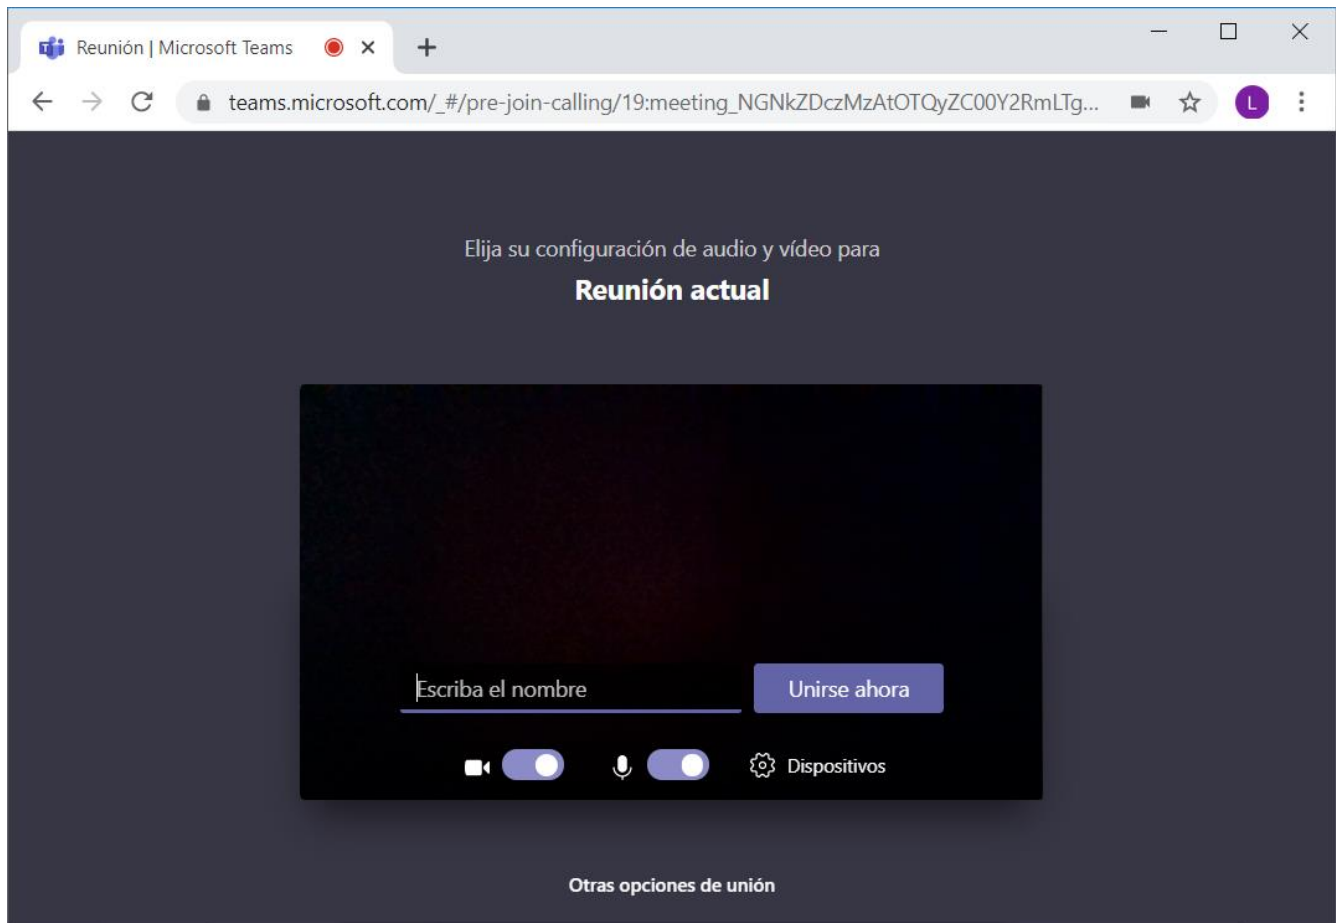 Reunión | Microsoft Teams
teams.microsoft.com/_#/pre-join-calling/19:meeting_NGNkZDczMzAtOTQyZC00Y2RmLTg...
L
Elija su configuración de audio y vídeo para
Reunión actual
Escriba el nombre
Unirse ahora
Dispositivos
Otras opciones de unión